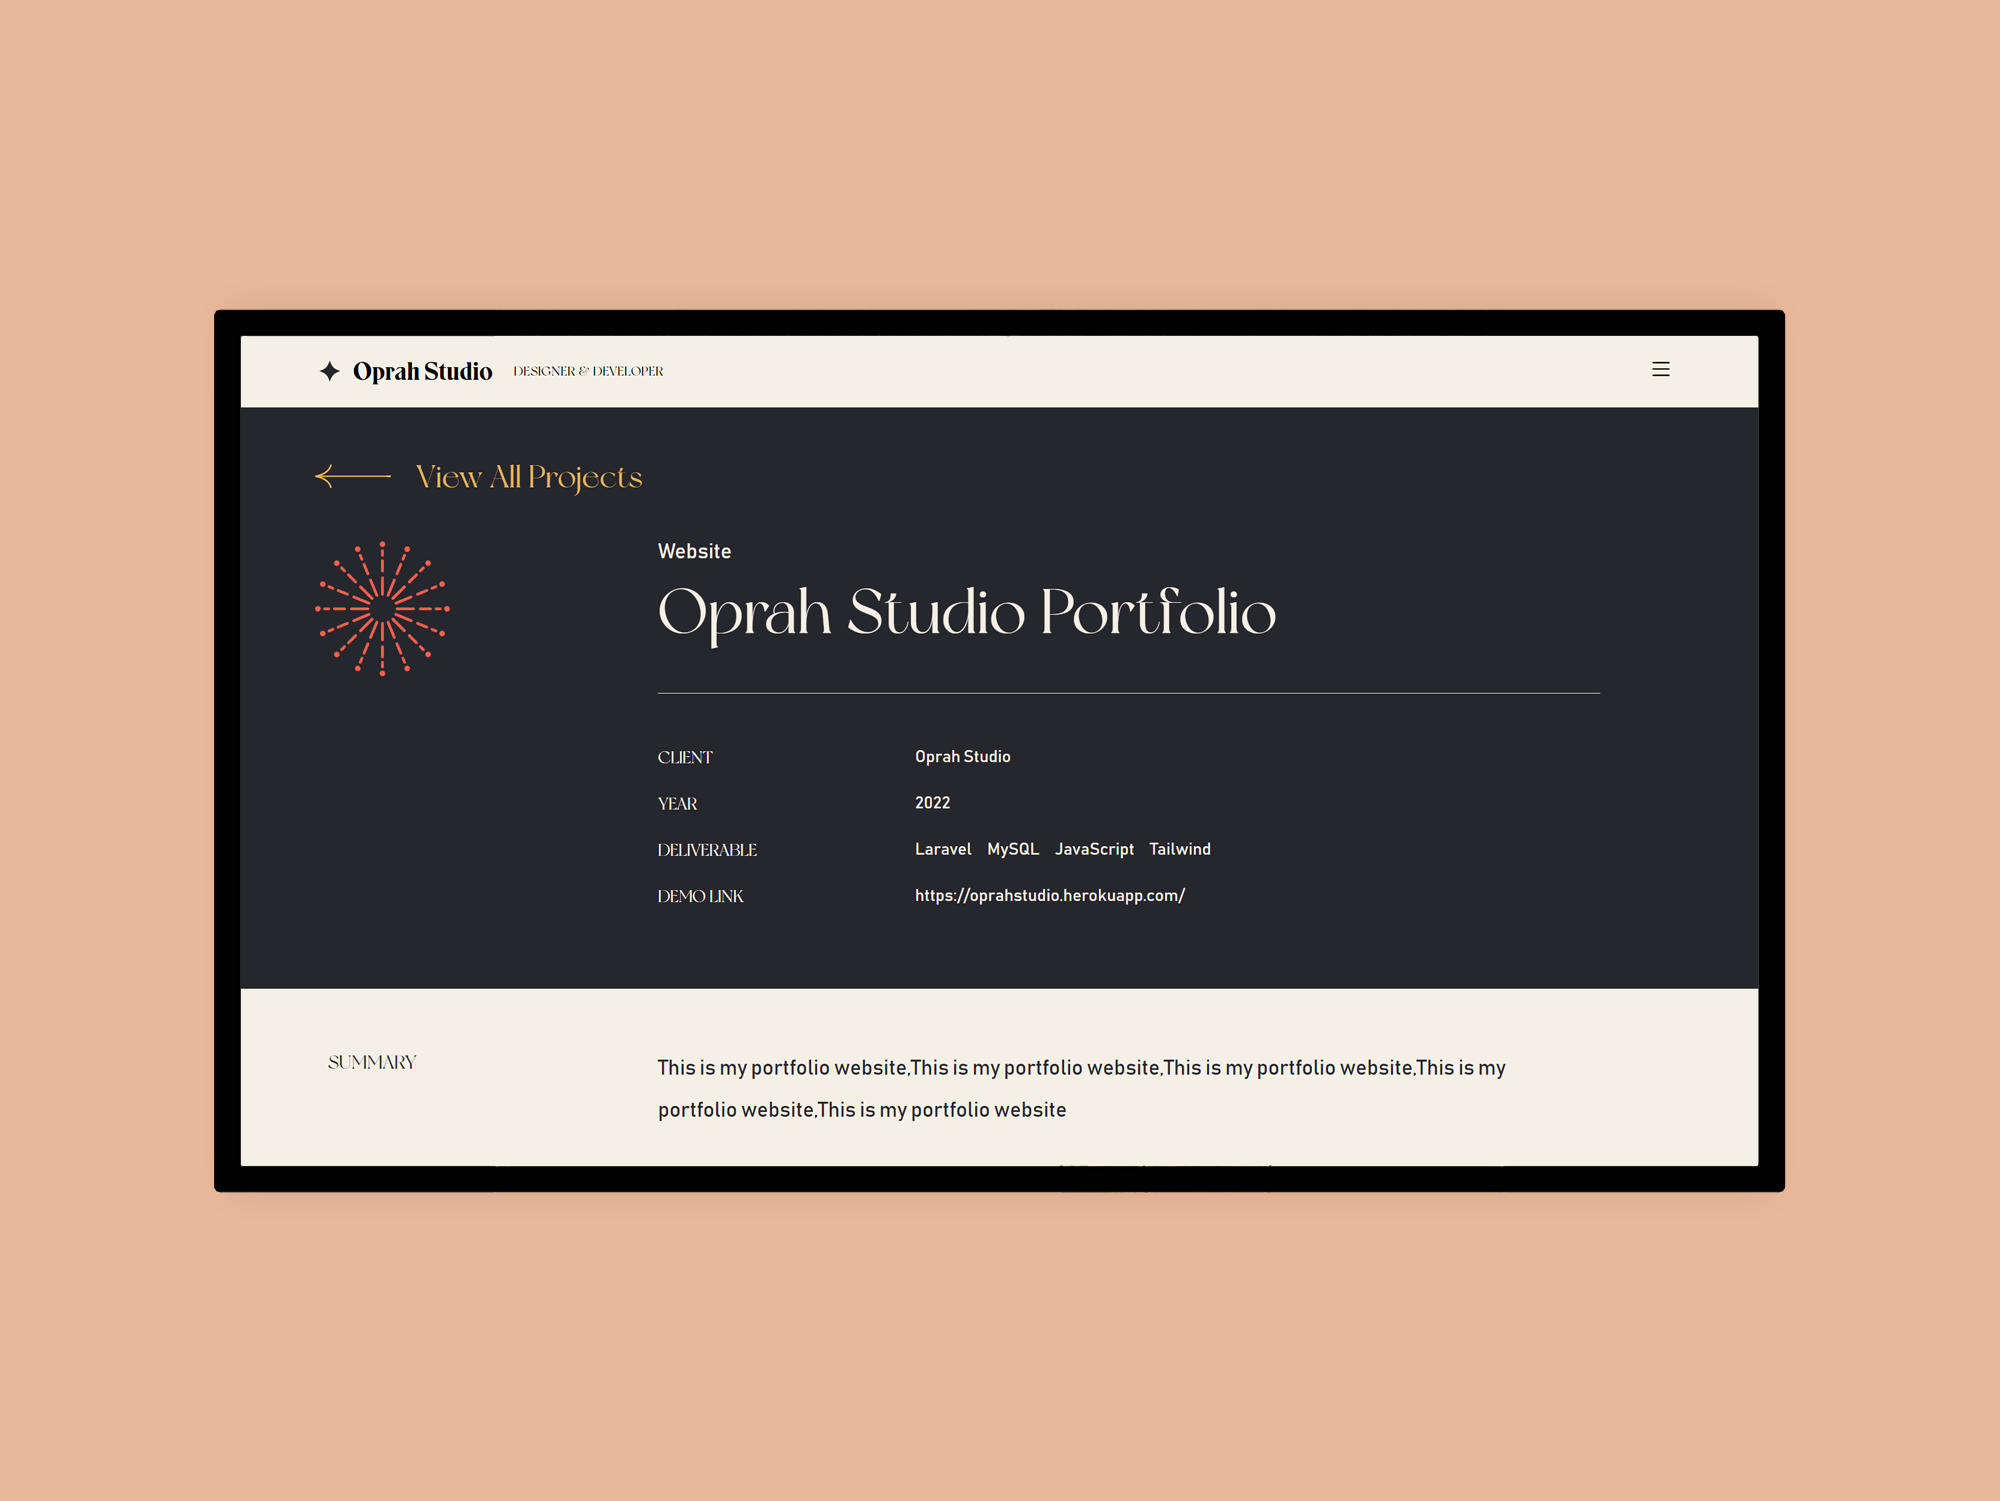 Oprah Studio DESIGNER & DEVELOPER
View All Projects
Website
Oprah Studio Portfolio
CLIENT Oprah Studio
YEAR 2022
DELIVERABLE Laravel MySQL JavaScript Tailwind
DEMO LINK https://oprahstudio.herokuapp.com/
SUMMARY This is my portfolio website,This is my portfolio website,This is my portfolio website,This is my
portfolio website,This is my portfolio website